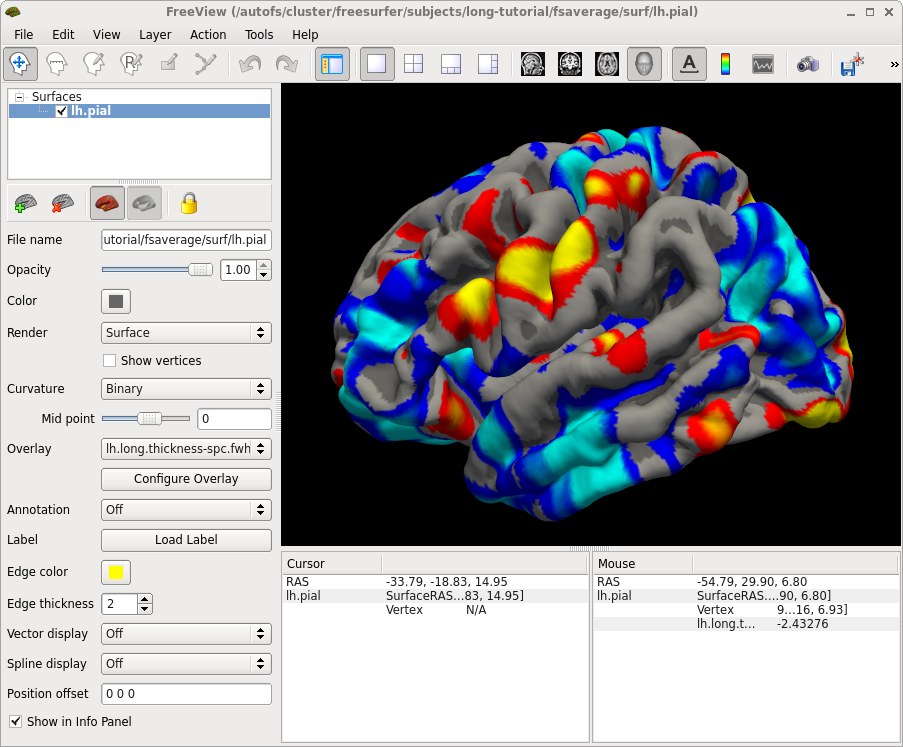 FreeView (/autofs/cluster/freesurfer/subjects/long-tutorial/fsaverage/surf/lh.pial)
File Edit View Layer Action Tools Help
R
A
»
Surfaces
lh.pial
File name utorial/fsaverage/surf/lh.pial
Opacity 1.00
Color
Render Surface
Show vertices
Curvature Binary
Mid point 0
Overlay lh.long.thickness-spc.fwh
Configure Overlay
Annotation Off
Label Load Label
Edge color
Edge thickness 2
Vector display Off
Spline display Off
Position offset 0 0 0
Show in Info Panel
Cursor
RAS -33.79, -18.83, 14.95
lh.pial SurfaceRAS...83, 14.95]
Vertex N/A
Mouse
RAS -54.79, 29.90, 6.80
lh.pial SurfaceRAS....90, 6.80]
Vertex 9...16, 6.93]
lh.long.t... -2.43276